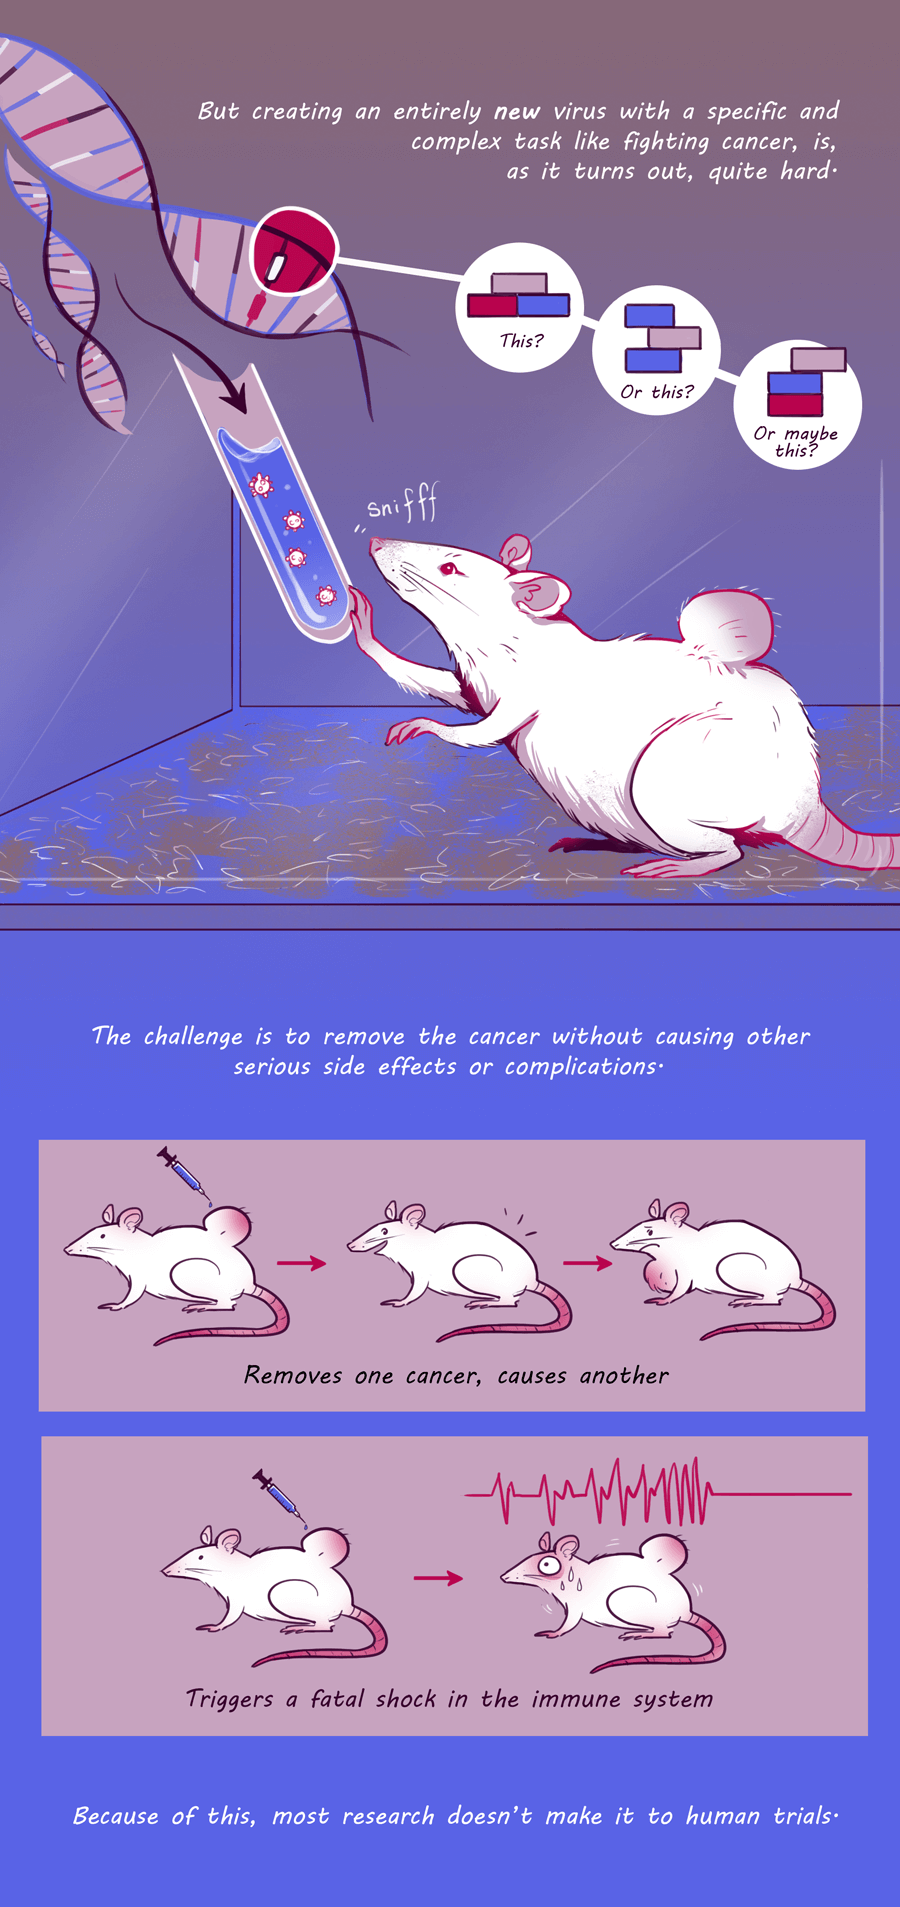 But creating an entirely new virus with a specific and
complex task like fighting cancer, is,
as it turns out, quite hard.
This?
Or this?
Or maybe
this?
snifff
The challenge is to remove the cancer without causing other
serious side effects or complications.
Removes one cancer, causes another
Triggers a fatal shock in the immune system
Because of this, most research doesn't make it to human trials.